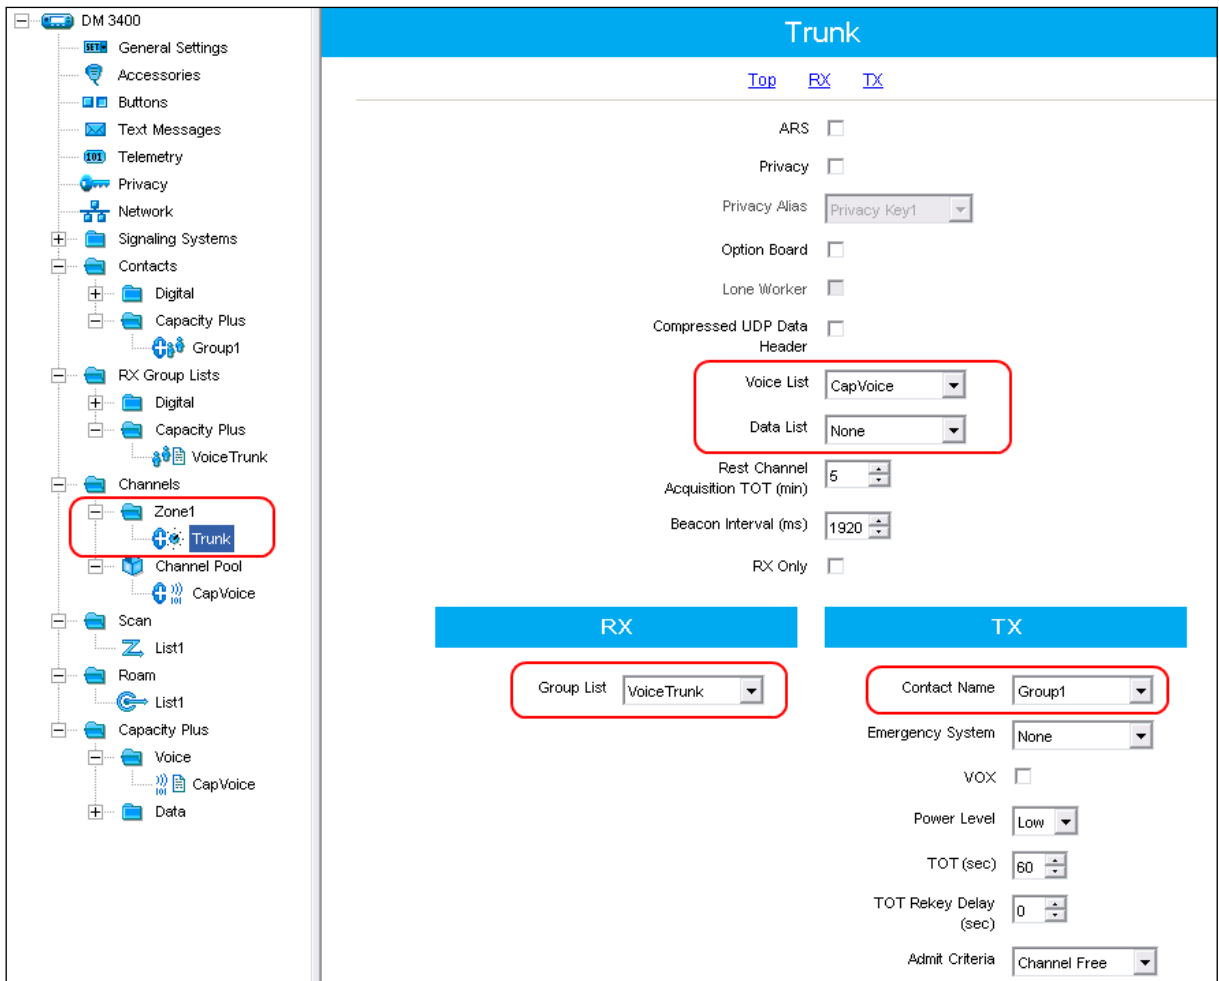 DM 3400
SET
General Settings
Accessories
Buttons
Text Messages
101
Telemetry
Privacy
Network
Signaling Systems
Contacts
Digital
Capacity Plus
Group1
RX Group Lists
Digital
Capacity Plus
VoiceTrunk
Channels
Zone1
Trunk
Channel Pool
101
CapVoice
Scan
List1
Roam
List1
Capacity Plus
Voice
101
CapVoice
Data
Trunk
Top RX TX
ARS
Privacy
Privacy Alias Privacy Key1
Option Board
Lone Worker
Compressed UDP Data
Header
Voice List CapVoice
Data List None
Rest Channel
Acquisition TOT (min) 5
Beacon Interval (ms) 1920
RX Only
RX
Group List VoiceTrunk
TX
Contact Name Group1
Emergency System None
VOX
Power Level Low
TOT (sec) 60
TOT Rekey Delay
(sec) 0
Admit Criteria Channel Free